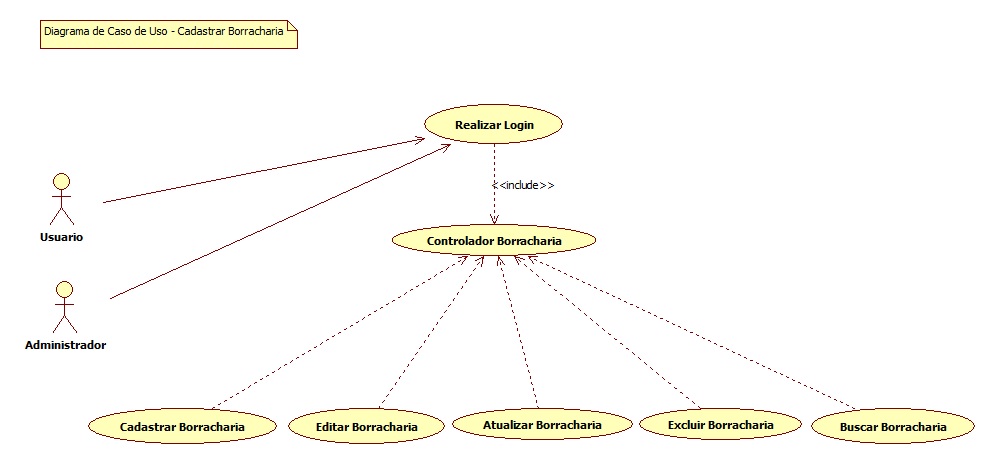 Diagrama de Caso de Uso - Cadastrar Borracharia
Realizar Login
<<include>>
Usuario
Controlador Borracharia
Administrador
Cadastrar Borracharia
Editar Borracharia
Atualizar Borracharia
Excluir Borracharia
Buscar Borracharia